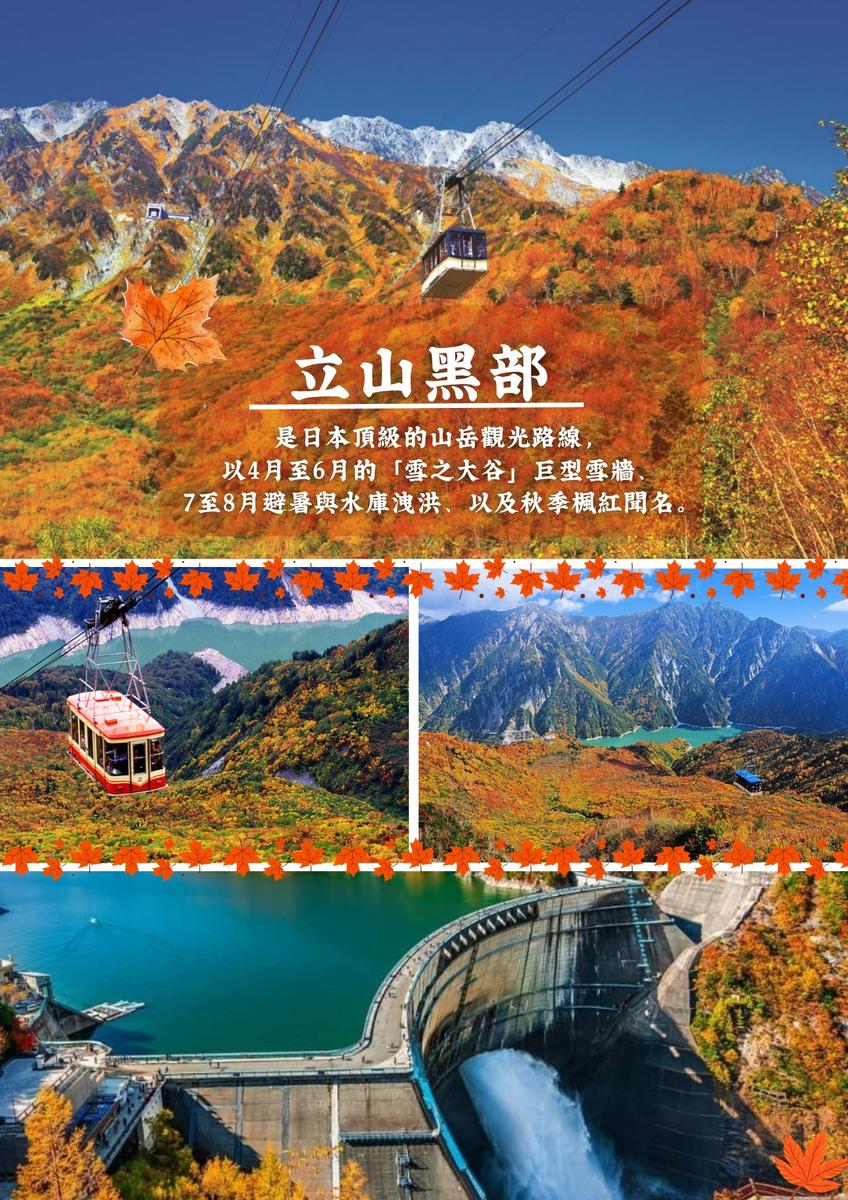 立山黑部
是日本頂級的山岳觀光路線，
以4月至6月的「雪之大谷」巨型雪牆、
7至8月避暑與水庫洩洪、以及秋季楓紅聞名。